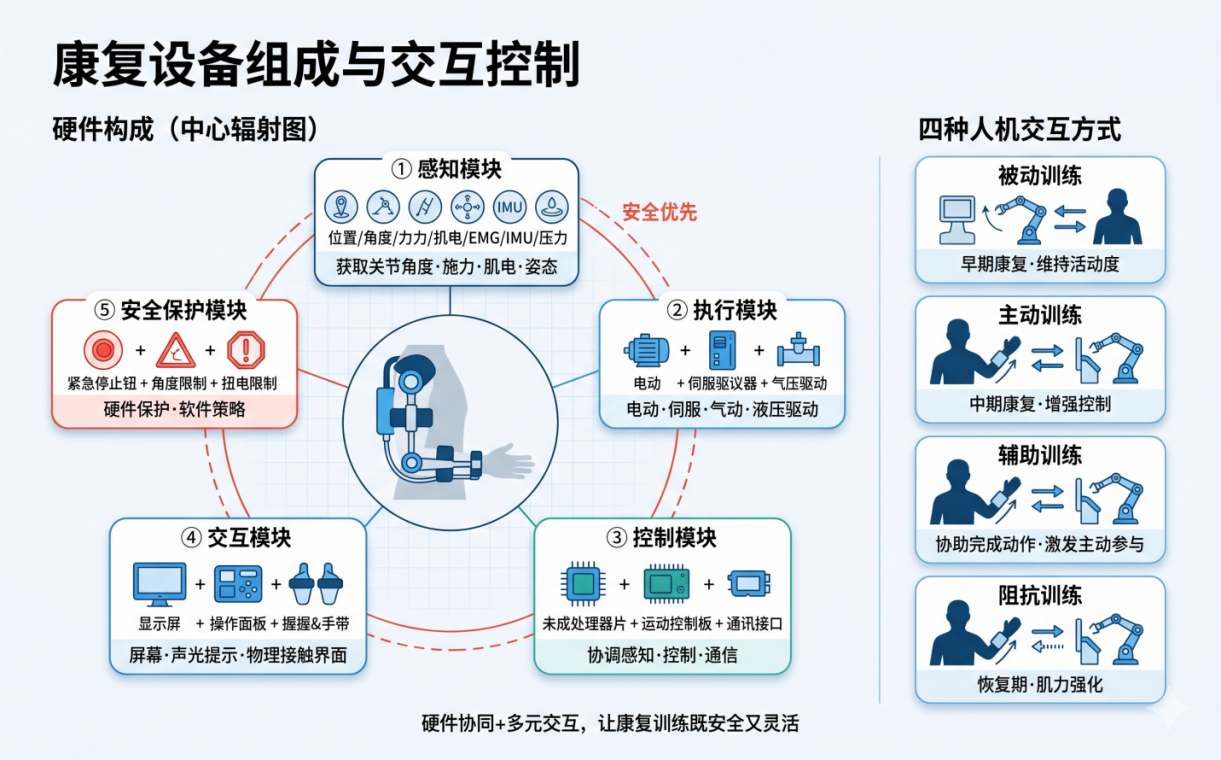 康复设备组成与交互控制
硬件构成（中心辐射图）
① 感知模块
IMU
位置/角度/力力/扒电/EMG/IMU/压力
获取关节角度·施力·肌电·姿态
安全优先
⑤ 安全保护模块
+ +
紧急停止钮 + 角度限制 + 扭电限制
硬件保护·软件策略
② 执行模块
+ +
电动 + 伺服驱议器 + 气压驱动
电动·伺服·气动·液压驱动
④ 交互模块
+ +
显示屏 + 操作面板 + 握握&手带
屏幕·声光提示·物理接触界面
③ 控制模块
+ +
未成处理器片 + 运动控制板 + 通讯接口
协调感知·控制·通信
硬件协同+多元交互，让康复训练既安全又灵活
四种人机交互方式
被动训练
早期康复·维持活动度
主动训练
中期康复·增强控制
辅助训练
协助完成动作·激发主动参与
阻抗训练
恢复期·肌力强化